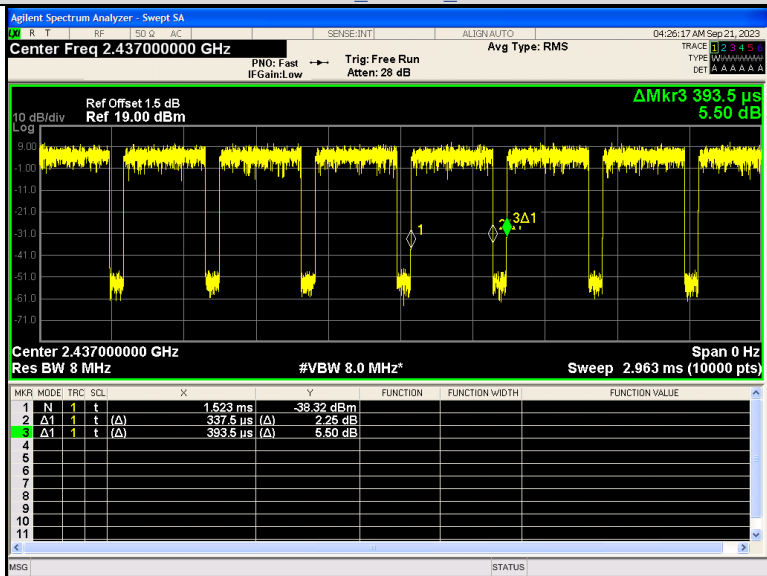 Agilent Spectrum Analyzer - Swept SA
LXI R T RF 50 Ω AC SENSE:INT ALIGN AUTO 04:26:17 AM Sep 21, 2023
Center Freq 2.437000000 GHz
Avg Type: RMS
TRACE 1 2 3 4 5 6
PNO: Fast Trig: Free Run
TYPE W
IFGain:Low Atten: 28 dB
DET A A A A A A
ΔMkr3 393.5 µs
5.50 dB
Ref Offset 1.5 dB
10 dB/div Ref 19.00 dBm
Log
9.00
-1.00
-11.0
-21.0
-31.0
-41.0
-51.0
-61.0
-71.0
1
3Δ1
Center 2.437000000 GHz Span 0 Hz
Res BW 8 MHz #VBW 8.0 MHz* Sweep 2.963 ms (10000 pts)
MKR MODE TRC SCL X Y FUNCTION FUNCTION WIDTH FUNCTION VALUE
1 N 1 t 1.523 ms -38.32 dBm
2 Δ1 1 t (Δ) 337.5 µs (Δ) 2.25 dB
3 Δ1 1 t (Δ) 393.5 µs (Δ) 5.50 dB
4
5
6
7
8
9
10
11
MSG STATUS